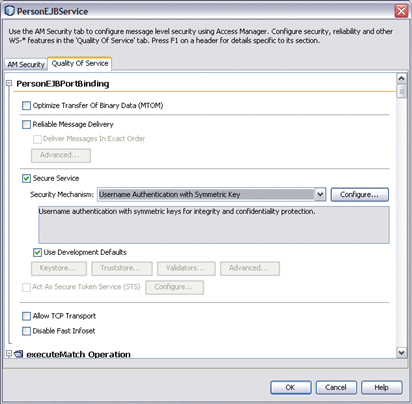 PersonEJBService
Use the AM Security tab to configure message level security using Access Manager. Configure security, reliability and other
WS-* features in the 'Quality Of Service' tab. Press F1 on a header for details specific to its section.
AM Security Quality Of Service
PersonEJBPortBinding
Optimize Transfer Of Binary Data (MTOM)
Reliable Message Delivery
Deliver Messages In Exact Order
Advanced...
Secure Service
Security Mechanism: Username Authentication with Symmetric Key Configure...
Username authentication with symmetric keys for integrity and confidentiality protection.
Use Development Defaults
Keystore... Truststore... Validators... Advanced...
Act As Secure Token Service (STS) Configure...
Allow TCP Transport
Disable Fast Infoset
executeMatch Operation
OK Cancel Help